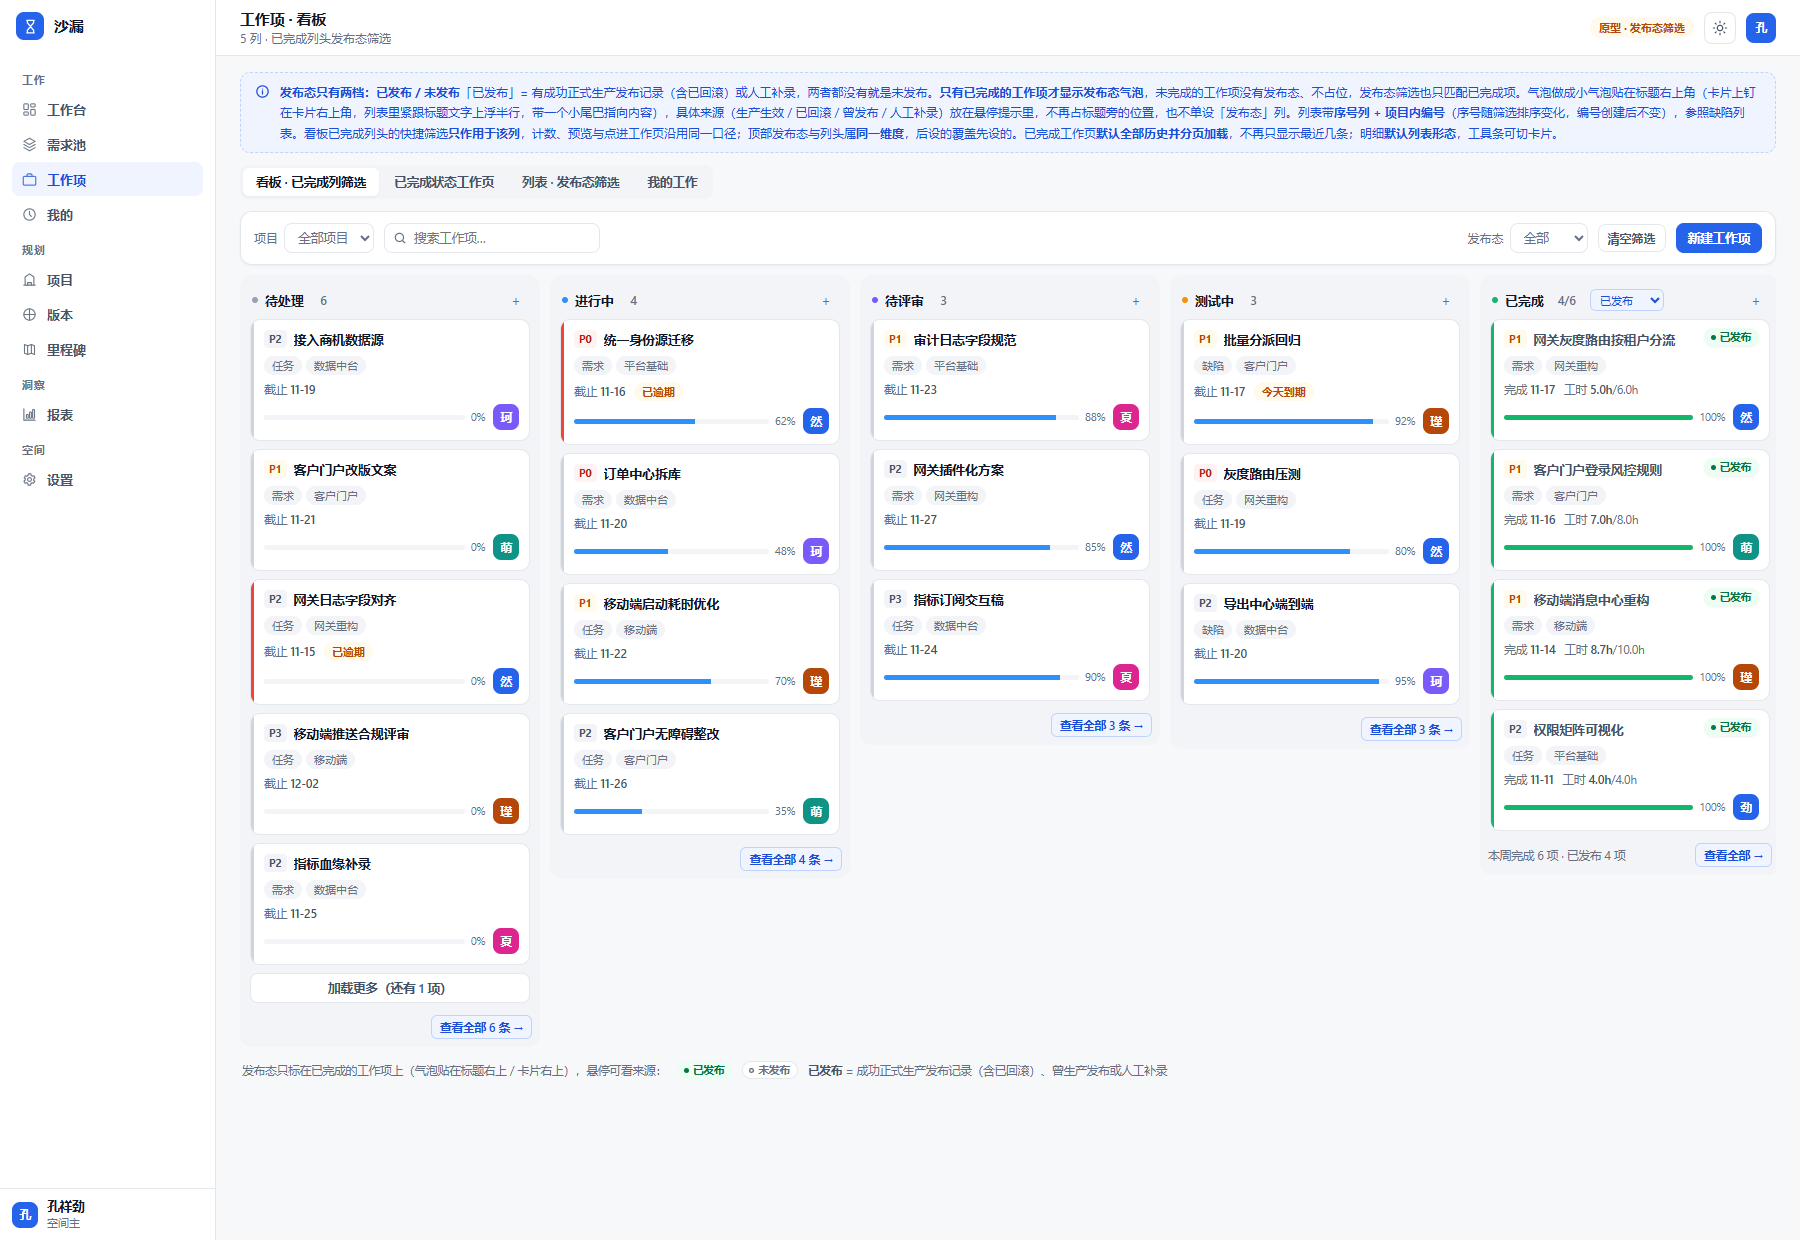 沙漏
工作
工作台
需求池
工作项
我的
规划
项目
版本
里程碑
洞察
报表
空间
设置
孔
孔祥劲
空间主
工作项 · 看板
5 列 · 已完成列头发布态筛选
原型 · 发布态筛选
孔
发布态只有两档：已发布 / 未发布「已发布」= 有成功正式生产发布记录（含已回滚）或人工补录，两者都没有就是未发布。只有已完成的工作项才显示发布态气泡，未完成的工作项没有发布态、不占位，发布态筛选也只匹配已完成项。气泡做成小气泡贴在标题右上角（卡片上钉
在卡片右上角，列表里紧跟标题文字上浮半行，带一个小尾巴指向内容），具体来源（生产生效 / 已回滚 / 曾发布 / 人工补录）放在悬停提示里，不再占标题旁的位置，也不单设「发布态」列。列表带序号列 + 项目内编号（序号随筛选排序变化，编号创建后不变），参照缺陷列
表。看板已完成列头的快捷筛选只作用于该列，计数、预览与点进工作页沿用同一口径；顶部发布态与列头属同一维度，后设的覆盖先设的。已完成工作页默认全部历史并分页加载，不再只显示最近几条；明细默认列表形态，工具条可切卡片。
看板 · 已完成列筛选
已完成状态工作页
列表 · 发布态筛选
我的工作
项目
全部项目
搜索工作项...
发布态
全部
清空筛选
新建工作项
待处理 6 +
P2 接入商机数据源
任务 数据中台
截止 11-19
0% 珂
P1 客户门户改版文案
需求 客户门户
截止 11-21
0% 萌
P2 网关日志字段对齐
任务 网关重构
截止 11-15 已逾期
0% 然
P3 移动端推送合规评审
任务 移动端
截止 12-02
0% 瑾
P2 指标血缘补录
需求 数据中台
截止 11-25
0% 夏
加载更多（还有 1 项）
查看全部 6 条 →
进行中 4 +
P0 统一身份源迁移
需求 平台基础
截止 11-16 已逾期
62% 然
P0 订单中心拆库
需求 数据中台
截止 11-20
48% 珂
P1 移动端启动耗时优化
任务 移动端
截止 11-22
70% 瑾
P2 客户门户无障碍整改
任务 客户门户
截止 11-26
35% 萌
查看全部 4 条 →
待评审 3 +
P1 审计日志字段规范
需求 平台基础
截止 11-23
88% 夏
P2 网关插件化方案
需求 网关重构
截止 11-27
85% 然
P3 指标订阅交互稿
任务 数据中台
截止 11-24
90% 夏
查看全部 3 条 →
测试中 3 +
P1 批量分派回归
缺陷 客户门户
截止 11-17 今天到期
92% 瑾
P0 灰度路由压测
任务 网关重构
截止 11-19
80% 然
P2 导出中心端到端
缺陷 数据中台
截止 11-20
95% 珂
查看全部 3 条 →
已完成 4/6 已发布 +
P1 网关灰度路由按租户分流 已发布
需求 网关重构
完成 11-17 工时 5.0h/6.0h
100% 然
P1 客户门户登录风控规则 已发布
需求 客户门户
完成 11-16 工时 7.0h/8.0h
100% 萌
P1 移动端消息中心重构 已发布
需求 移动端
完成 11-14 工时 8.7h/10.0h
100% 瑾
P2 权限矩阵可视化 已发布
任务 平台基础
完成 11-11 工时 4.0h/4.0h
100% 劲
本周完成 6 项 · 已发布 4 项 查看全部 →
发布态只标在已完成的工作项上（气泡贴在标题右上 / 卡片右上），悬停可看来源： 已发布 未发布 已发布 = 成功正式生产发布记录（含已回滚）、曾生产发布或人工补录